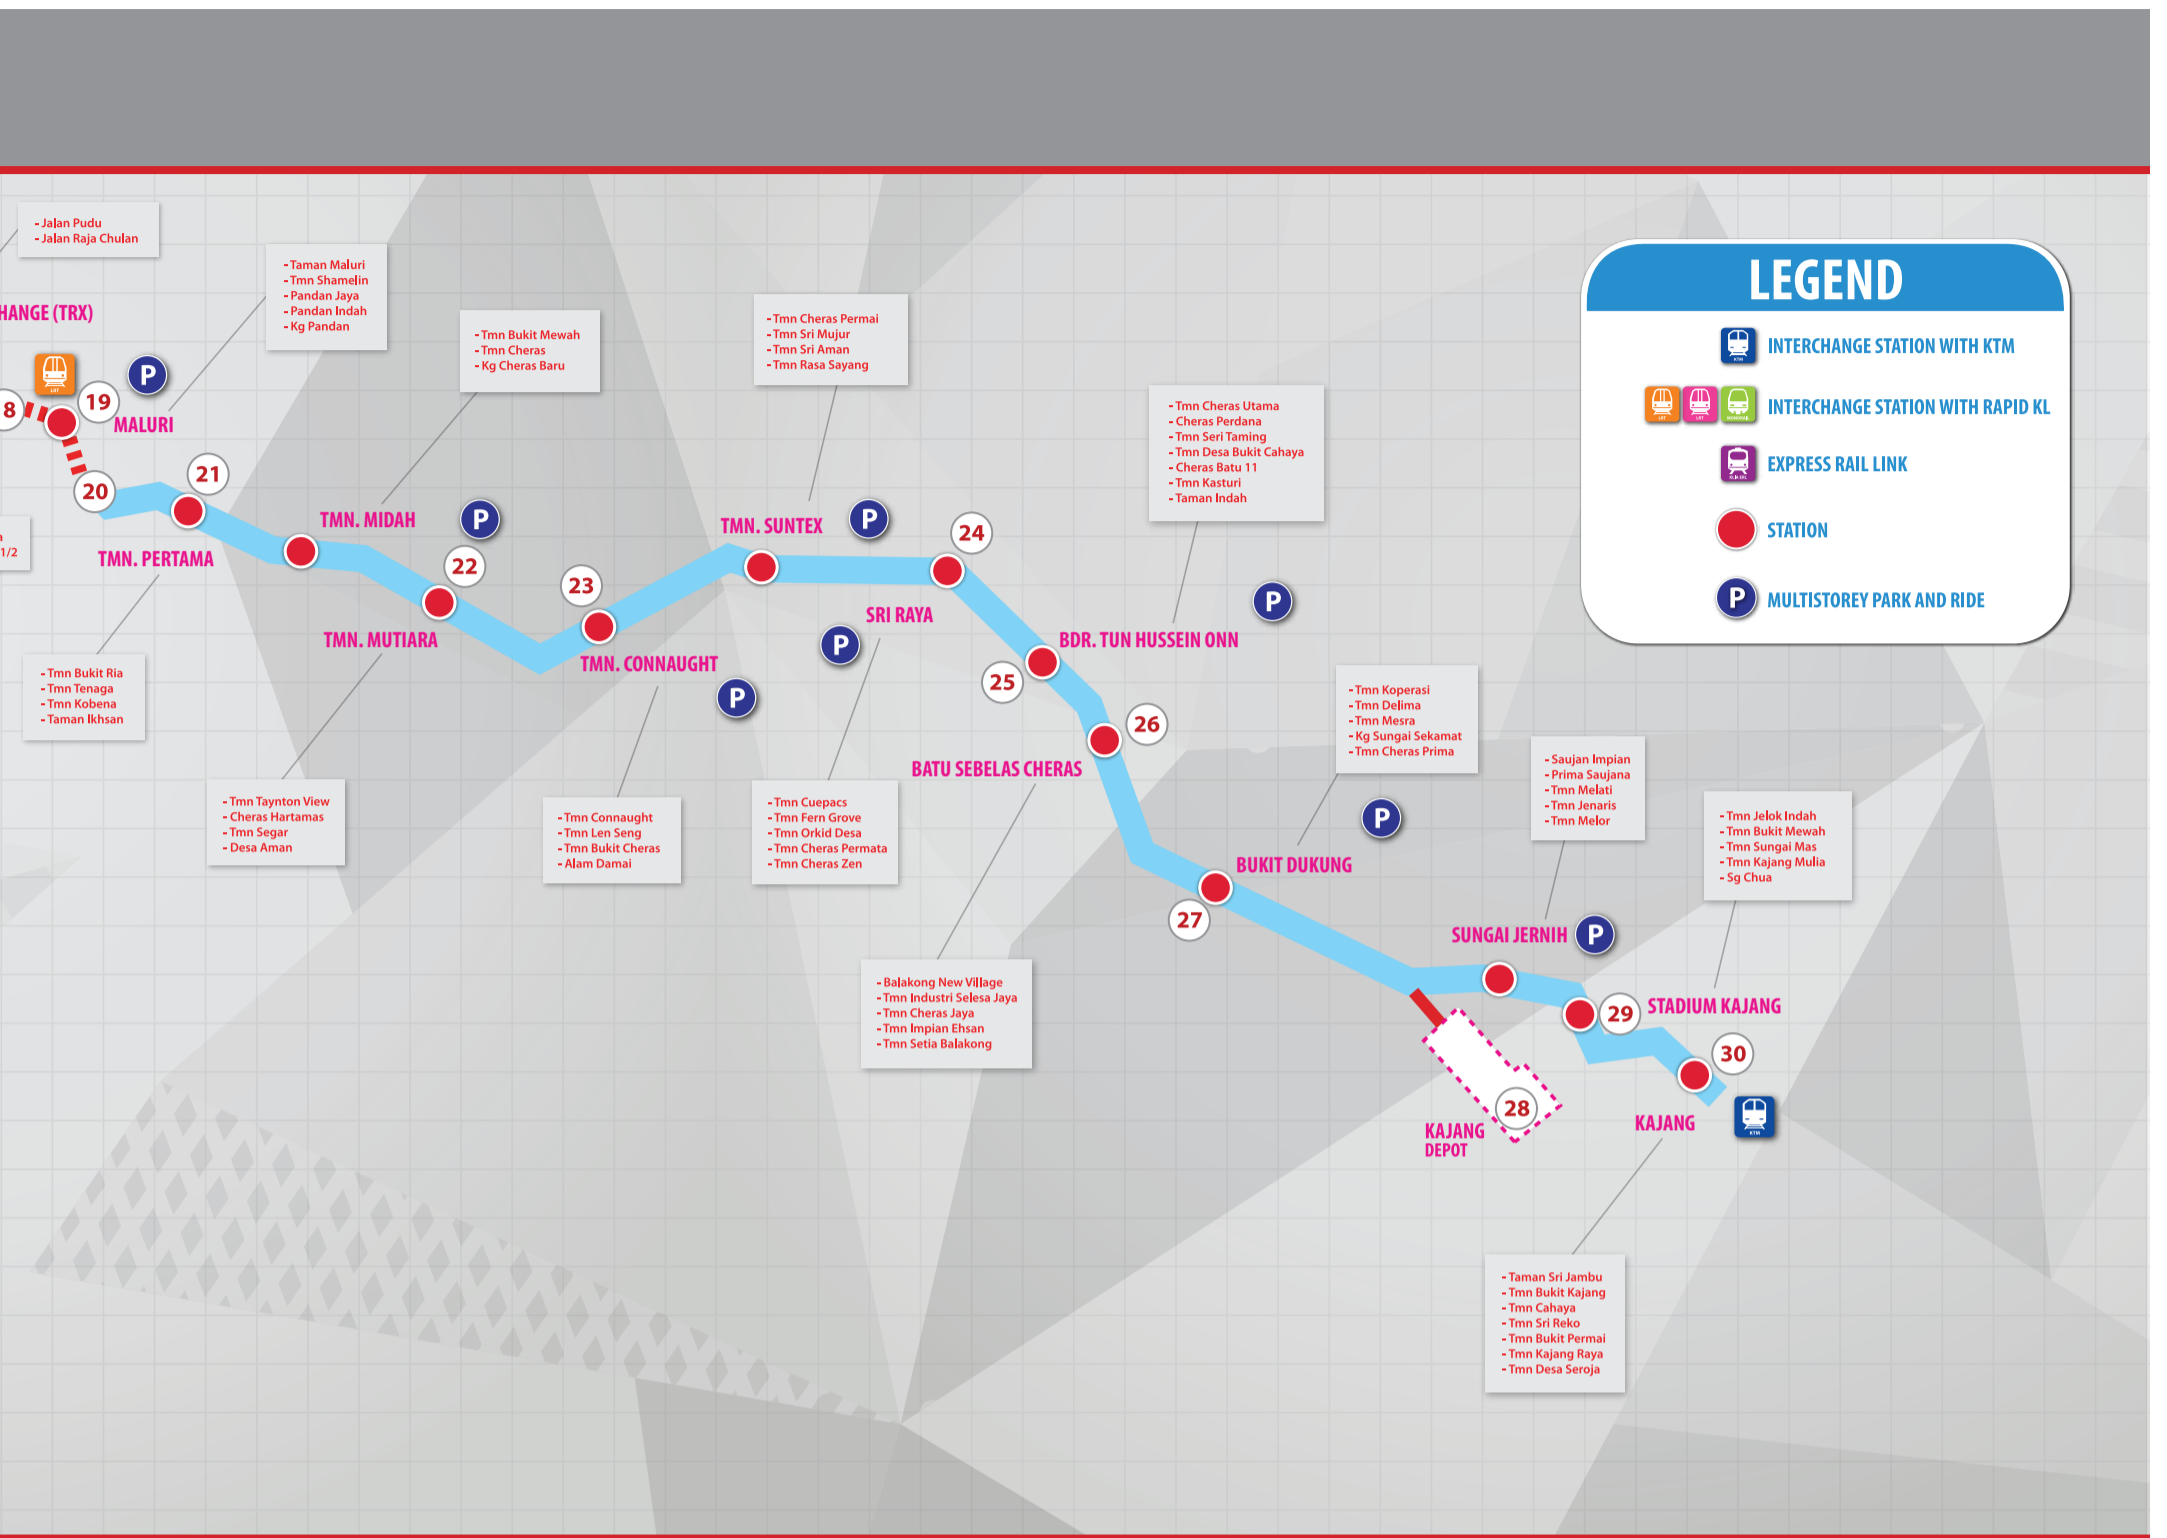 - Jalan Pudu
- Jalan Raja Chulan
HANGE (TRX)
- Taman Maluri
- Tmn Shamelin
- Pandan Jaya
- Pandan Indah
- Kg Pandan
LRT
P
8
19
MALURI
20
21
1/2
TMN. PERTAMA
- Tmn Bukit Ria
- Tmn Tenaga
- Tmn Kobena
- Taman Ikhsan
- Tmn Bukit Mewah
- Tmn Cheras
- Kg Cheras Baru
TMN. MIDAH
P
22
TMN. MUTIARA
- Tmn Taynton View
- Cheras Hartamas
- Tmn Segar
- Desa Aman
23
TMN. CONNAUGHT
P
- Tmn Connaught
- Tmn Len Seng
- Tmn Bukit Cheras
- Alam Damai
- Tmn Cheras Permai
- Tmn Sri Mujur
- Tmn Sri Aman
- Tmn Rasa Sayang
TMN. SUNTEX
P
24
SRI RAYA
P
- Tmn Cuepacs
- Tmn Fern Grove
- Tmn Orkid Desa
- Tmn Cheras Permata
- Tmn Cheras Zen
- Tmn Cheras Utama
- Cheras Perdana
- Tmn Seri Taming
- Tmn Desa Bukit Cahaya
- Cheras Batu 11
- Tmn Kasturi
- Taman Indah
P
BDR. TUN HUSSEIN ONN
25
26
BATU SEBELAS CHERAS
- Balakong New Village
- Tmn Industri Selesa Jaya
- Tmn Cheras Jaya
- Tmn Impian Ehsan
- Tmn Setia Balakong
- Tmn Koperasi
- Tmn Delima
- Tmn Mesra
- Kg Sungai Sekamat
- Tmn Cheras Prima
P
BUKIT DUKUNG
27
- Saujan Impian
- Prima Saujana
- Tmn Melati
- Tmn Jenaris
- Tmn Melor
SUNGAI JERNIH
P
- Tmn Jelok Indah
- Tmn Bukit Mewah
- Tmn Sungai Mas
- Tmn Kajang Mulia
- Sg Chua
29
STADIUM KAJANG
30
28
KAJANG
DEPOT
KAJANG
KTM
- Taman Sri Jambu
- Tmn Bukit Kajang
- Tmn Cahaya
- Tmn Sri Reko
- Tmn Bukit Permai
- Tmn Kajang Raya
- Tmn Desa Seroja
LEGEND
KTM
INTERCHANGE STATION WITH KTM
LRT
LRT
MONORAIL
INTERCHANGE STATION WITH RAPID KL
EXPRESS RAIL LINK
STATION
P
MULTISTOREY PARK AND RIDE